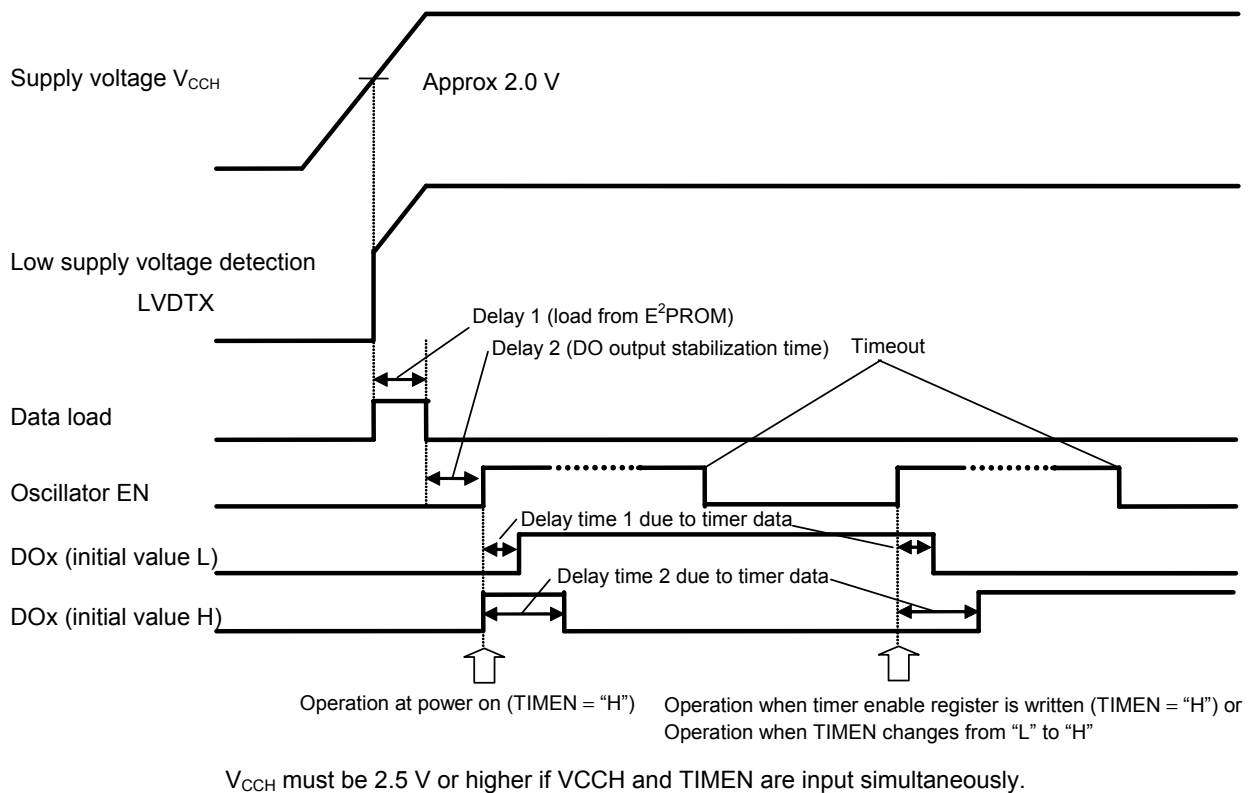 Supply voltage VCCH
Approx 2.0 V
Low supply voltage detection
LVDTX
Delay 1 (load from E²PROM)
Delay 2 (DO output stabilization time)
Timeout
Data load
Oscillator EN
Delay time 1 due to timer data
DOx (initial value L)
Delay time 2 due to timer data
DOx (initial value H)
Operation at power on (TIMEN = “H”)
Operation when timer enable register is written (TIMEN = “H”) or
Operation when TIMEN changes from “L” to “H”
VCCH must be 2.5 V or higher if VCCH and TIMEN are input simultaneously.